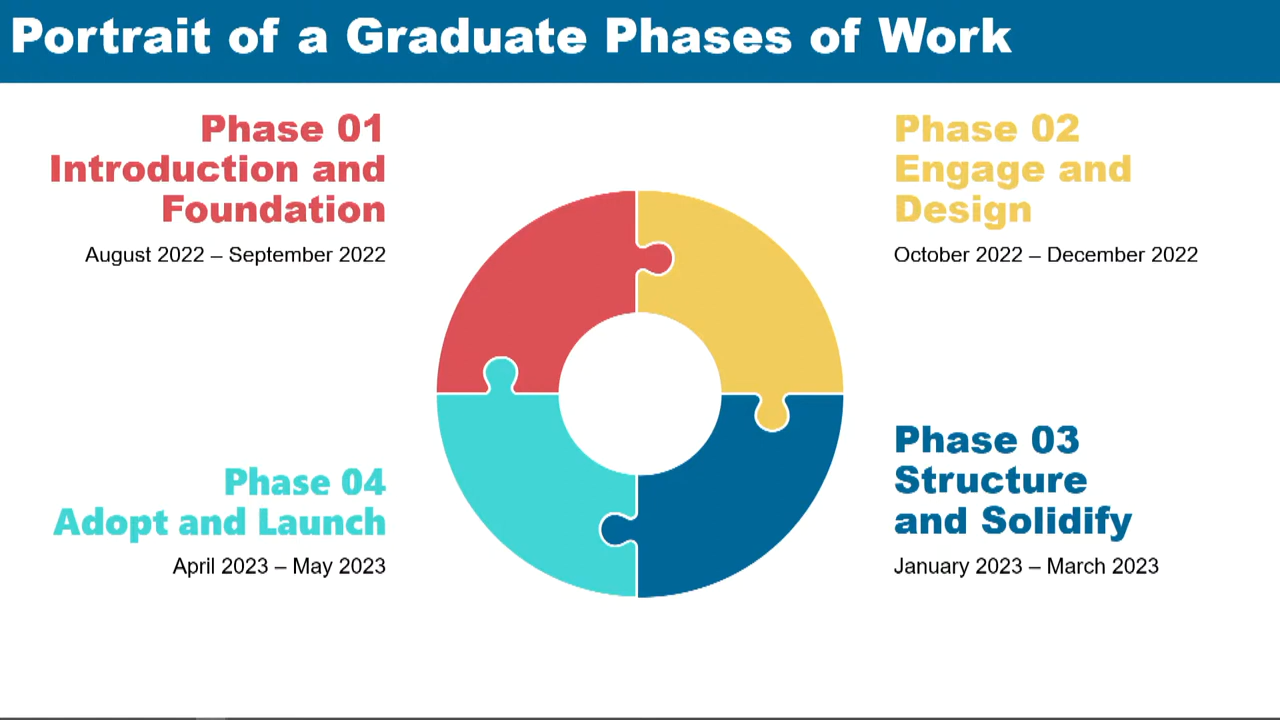 Portrait of a Graduate Phases of Work
Phase 01
Introduction and
Foundation
August 2022 – September 2022
Phase 02
Engage and
Design
October 2022 – December 2022
Phase 03
Structure
and Solidify
January 2023 – March 2023
Phase 04
Adopt and Launch
April 2023 – May 2023